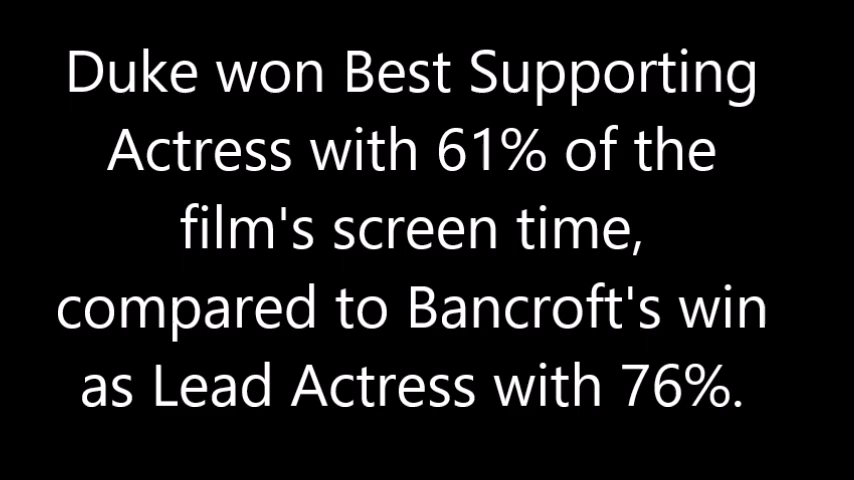 Duke won Best Supporting
Actress with 61% of the
film's screen time,
compared to Bancroft's win
as Lead Actress with 76%.